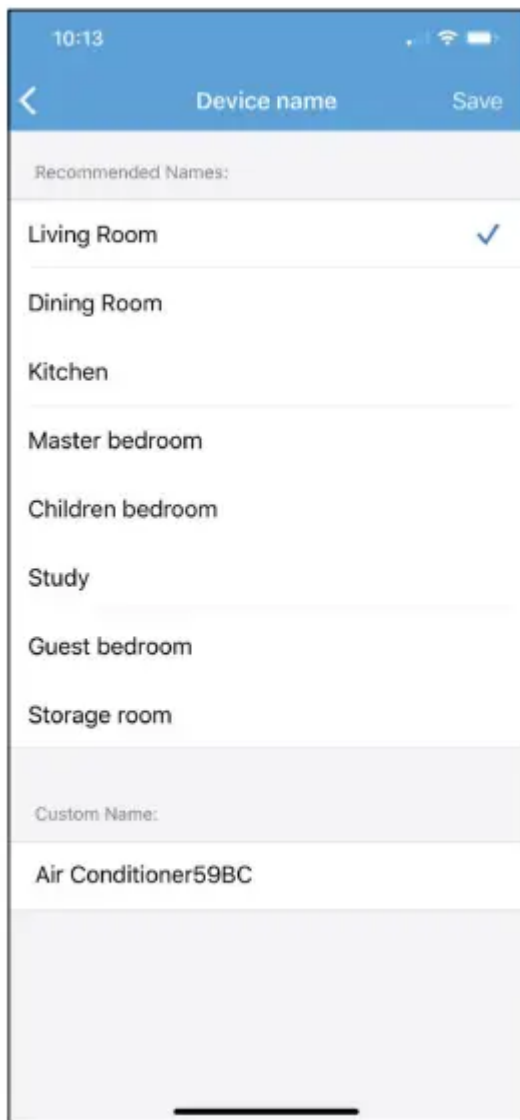 10:13
Device name
Save
Recommended Names:
Living Room
Dining Room
Kitchen
Master bedroom
Children bedroom
Study
Guest bedroom
Storage room
Custom Name:
Air Conditioner59BC